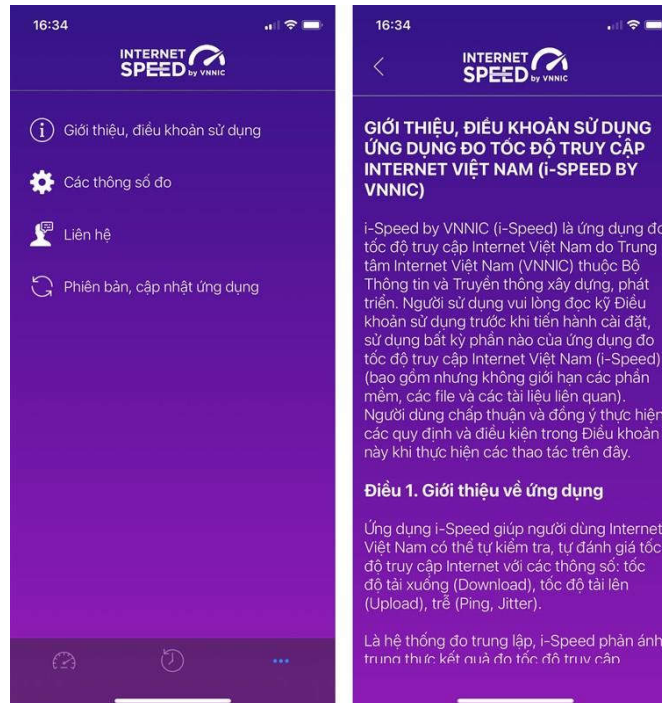 16:34
INTERNET
SPEED by VNNIC
Giới thiệu, điều khoản sử dụng
Các thông số đo
Liên hệ
Phiên bản, cập nhật ứng dụng
16:34
INTERNET
SPEED by VNNIC
GIỚI THIỆU, ĐIỀU KHOẢN SỬ DỤNG
ỨNG DỤNG ĐO TỐC ĐỘ TRUY CẬP
INTERNET VIỆT NAM (i-SPEED BY
VNNIC)
i-Speed by VNNIC (i-Speed) là ứng dụng đo
tốc độ truy cập Internet Việt Nam do Trung
tâm Internet Việt Nam (VNNIC) thuộc Bộ
Thông tin và Truyền thông xây dựng, phát
triển. Người sử dụng vui lòng đọc kỹ Điều
khoản sử dụng trước khi tiến hành cài đặt,
sử dụng bất kỳ phần nào của ứng dụng đo
tốc độ truy cập Internet Việt Nam (i-Speed)
(bao gồm nhưng không giới hạn các phần
mềm, các file và các tài liệu liên quan).
Người dùng chấp thuận và đồng ý thực hiện
các quy định và điều kiện trong Điều khoản
này khi thực hiện các thao tác trên đây.
Điều 1. Giới thiệu về ứng dụng
Ứng dụng i-Speed giúp người dùng Internet
Việt Nam có thể tự kiểm tra, tự đánh giá tốc
độ truy cập Internet với các thông số: tốc
độ tải xuống (Download), tốc độ tải lên
(Upload), trễ (Ping, Jitter).
Là hệ thống đo trung lập, i-Speed phản ánh
trung thực kết quả đo tốc độ truy cập